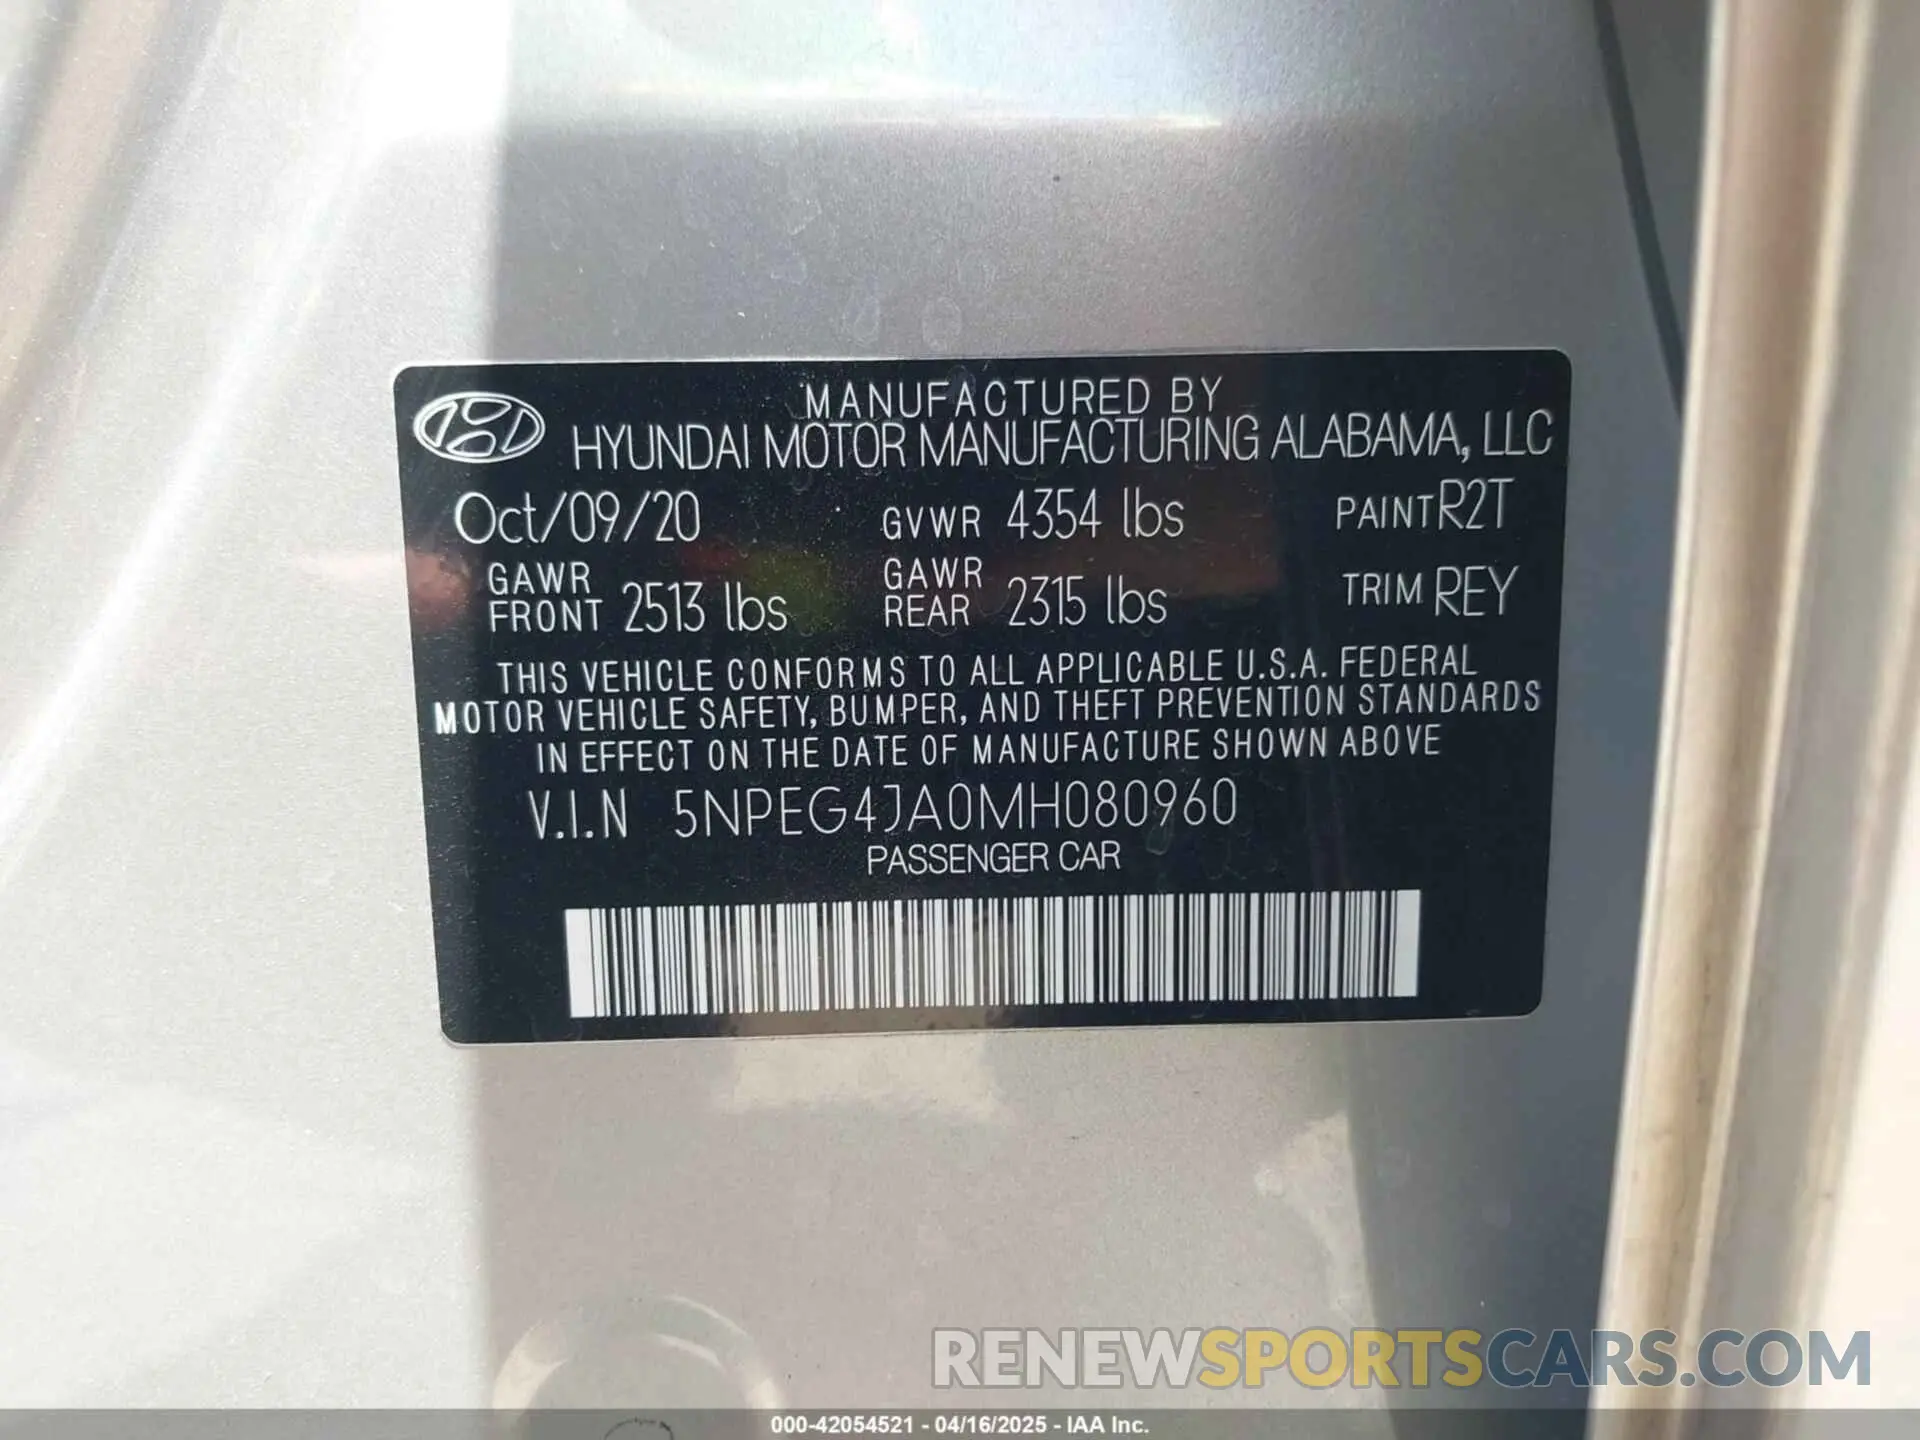 MANUFACTURED BY
HYUNDAI MOTOR MANUFACTURING ALABAMA, LLC
Oct/09/20 GVWR 4354 lbs PAINT R2T
GAWR FRONT 2513 lbs GAWR REAR 2315 lbs TRIM REY
THIS VEHICLE CONFORMS TO ALL APPLICABLE U.S.A. FEDERAL
MOTOR VEHICLE SAFETY, BUMPER, AND THEFT PREVENTION STANDARDS
IN EFFECT ON THE DATE OF MANUFACTURE SHOWN ABOVE
V.I.N 5NPEG4JA0MH080960
PASSENGER CAR
RENEWSPORTSCARS.COM
000-42054521 - 04/16/2025 - IAA Inc.